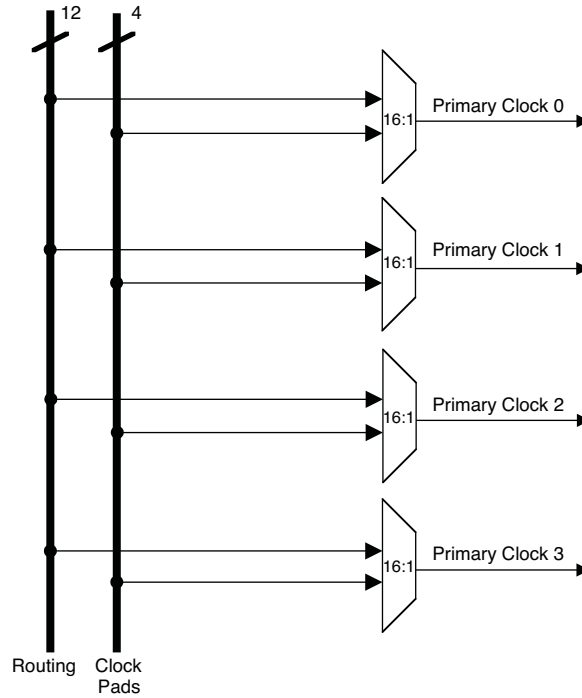 12
4
Primary Clock 0
16:1
Primary Clock 1
16:1
Primary Clock 2
16:1
Primary Clock 3
16:1
Routing
Clock
Pads